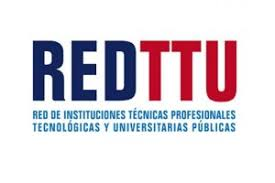 REDTTU
RED DE INSTITUCIONES TÉCNICAS PROFESIONALES
TECNOLÓGICAS Y UNIVERSITARIAS PÚBLICAS